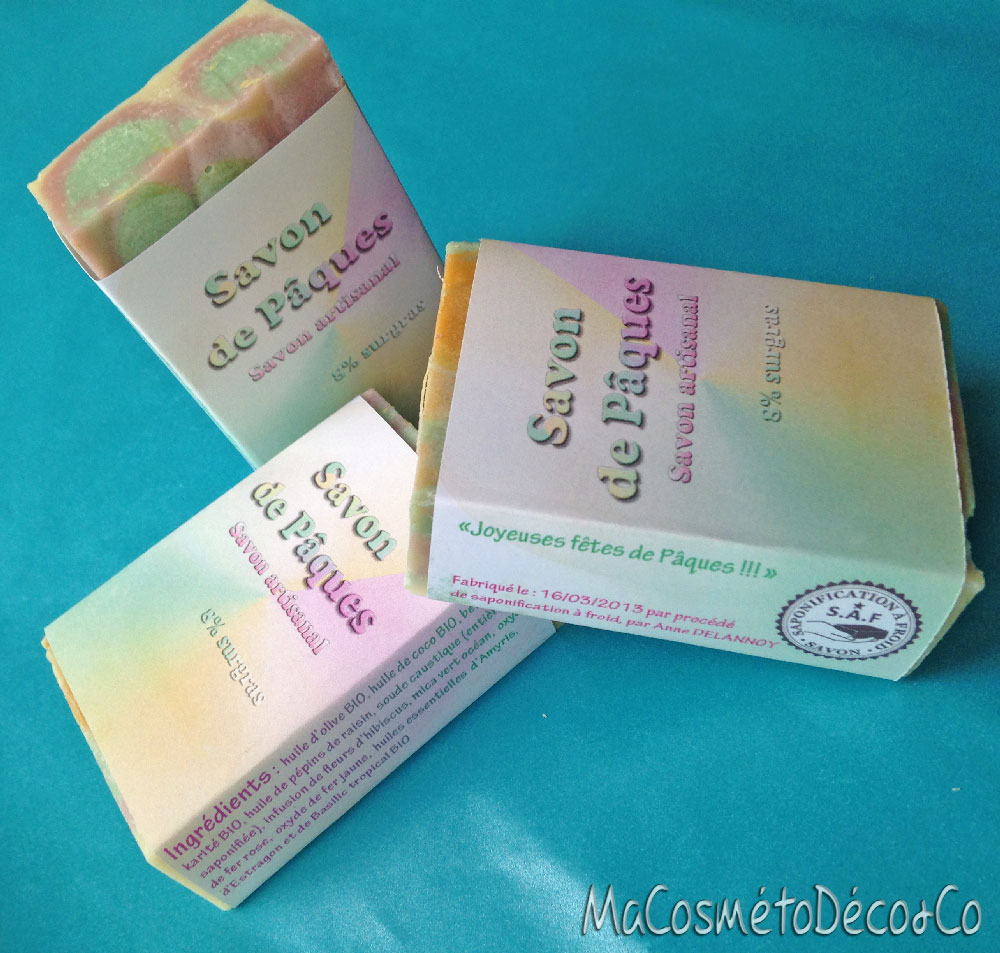 Savon
de Pâques
Savon artisanal
8% surgras
Savon
de Pâques
Savon artisanal
8% surgras
«Joyeuses fêtes de Pâques !!! »
Fabriqué le : 16/03/2013 par procédé
de saponification à froid, par Anne DELANNOY
SAPONIFICATION À FROID
S.A.F
SAVON
Savon
de Pâques
Savon artisanal
8% surgras
Ingrédients : huile d'olive BIO, huile de coco BIO,
karité BIO, huile de pépins de raisin, soude caustique
saponifiée), infusion de fleurs d'hibiscus, mica vert océan,
de fer rose, oxyde de fer jaune, huiles essentielles d'Amyris,
d'Estragon et de Basilic tropical BIO
MaCosmétoDéco&Co